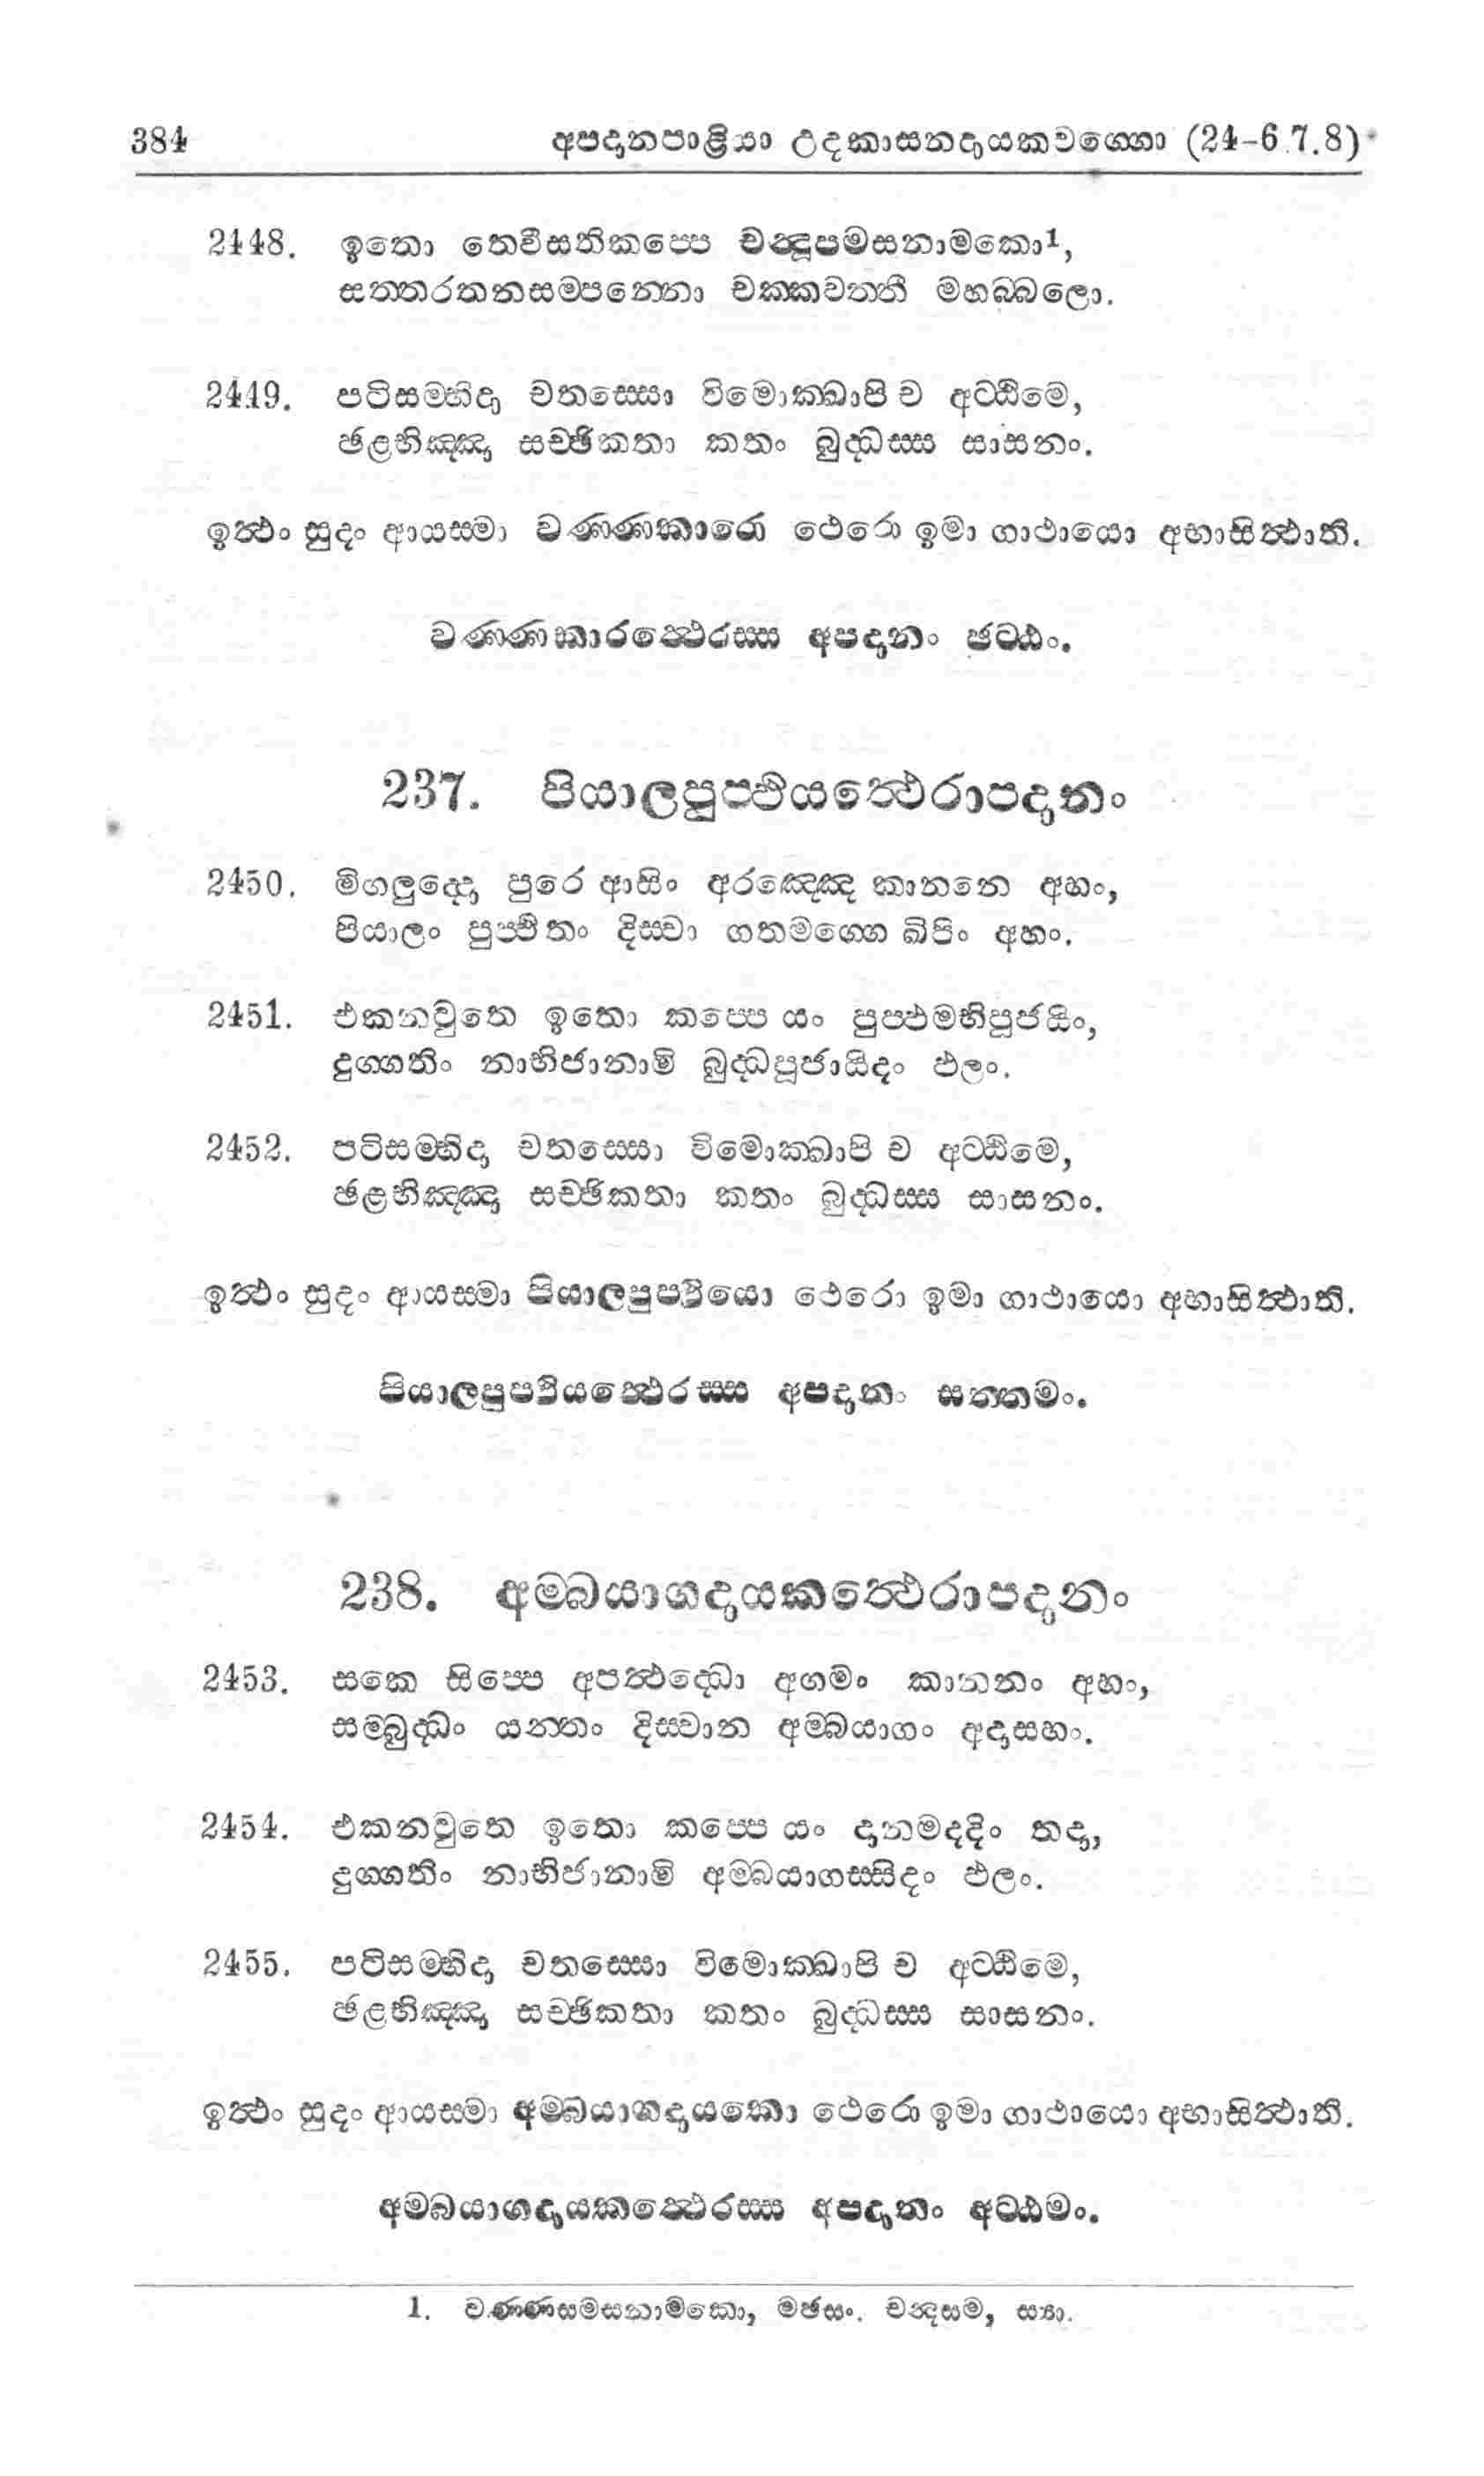 384 අපදානපාළියා උදකාසනදායකවග්ගො (24-6.7.8)
2448. ඉතො තෙවීසතිකප්පෙ චන්දූපමසනාමකො1,
සත්තරතනසම්පන්නො චක්කවත්තී මහබ්බලො.
2449. පටිසම්භිදා චතස්සො විමොක්ඛාපි ච අට්ඨිමෙ,
ඡළභිඤ්ඤා සච්ඡිකතා කතං බුද්ධස්ස සාසනං.
ඉත්ථං සුදං ආයස්මා වණ්ණකාරො ථෙරො ඉමා ගාථායො අභාසිත්ථාති.
වණ්ණකාරත්ථෙරස්ස අපදානං ඡට්ඨං.
237. පියාලපුප්ඵියත්ථෙරාපදානං
2450. මිගලුද්දො පුරෙ ආසිං අරඤ්ඤෙ කානනෙ අහං,
පියාලං පුප්ඵිතං දිස්වා ගතමග්ගෙ ඛිපිං අහං.
2451. එකනවුතෙ ඉතො කප්පෙ යං පුප්ඵමභිපූජයිං,
දුග්ගතිං නාභිජානාමි බුද්ධපූජායිදං ඵලං.
2452. පටිසම්භිදා චතස්සො විමොක්ඛාපි ච අට්ඨිමෙ,
ඡළභිඤ්ඤා සච්ඡිකතා කතං බුද්ධස්ස සාසනං.
ඉත්ථං සුදං ආයස්මා පියාලපුප්ඵියො ථෙරො ඉමා ගාථායො අභාසිත්ථාති.
පියාලපුප්ඵියත්ථෙරස්ස අපදානං සත්තමං.
238. අම්බයාගදායකත්ථෙරාපදානං
2453. සකෙ සිප්පෙ අපත්ථද්ධො අගමං කානනං අහං,
සම්බුද්ධං යන්තං දිස්වාන අම්බයාගං අදාසහං.
2454. එකනවුතෙ ඉතො කප්පෙ යං දානමදදිං තදා,
දුග්ගතිං නාභිජානාමි අම්බයාගස්සිදං ඵලං.
2455. පටිසම්භිදා චතස්සො විමොක්ඛාපි ච අට්ඨිමෙ,
ඡළභිඤ්ඤා සච්ඡිකතා කතං බුද්ධස්ස සාසනං.
ඉත්ථං සුදං ආයස්මා අම්බයාගදායකො ථෙරො ඉමා ගාථායො අභාසිත්ථාති.
අම්බයාගදායකත්ථෙරස්ස අපදානං අට්ඨමං.
1. වණ්ණසමසනාමකො, මඡසං. චන්දසම, ස්‍යා.